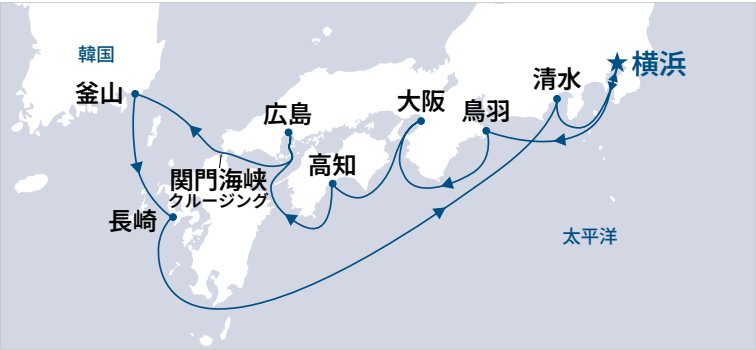 韓国
釜山
広島
大阪
鳥羽
清水
★横浜
高知
関門海峡
クルージング
長崎
太平洋